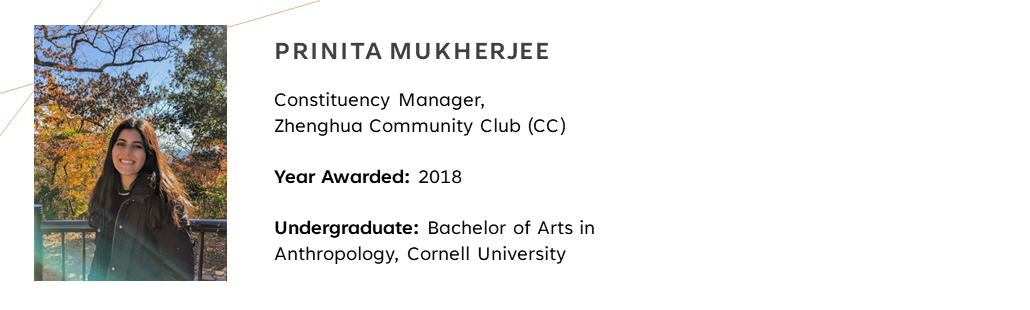 PRINITA MUKHERJEE
Constituency Manager,
Zhenghua Community Club (CC)
Year Awarded: 2018
Undergraduate: Bachelor of Arts in
Anthropology, Cornell University